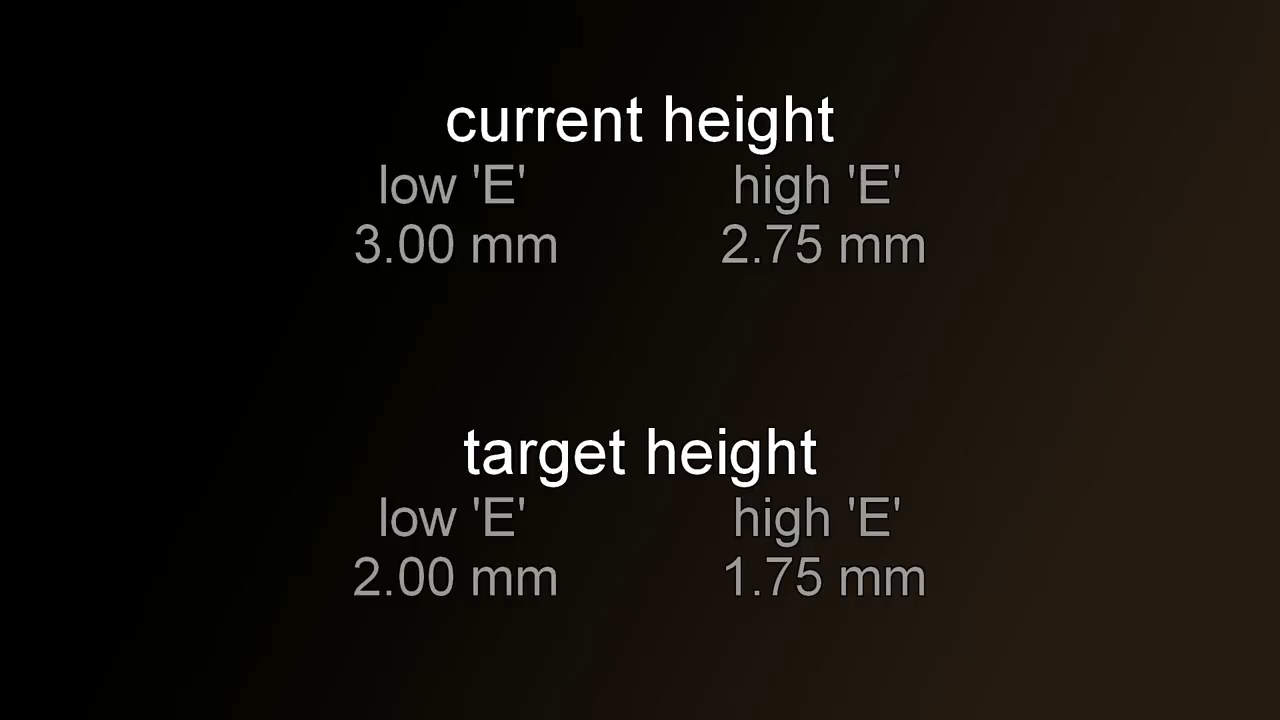 current height
low 'E' high 'E'
3.00 mm 2.75 mm
target height
low 'E' high 'E'
2.00 mm 1.75 mm